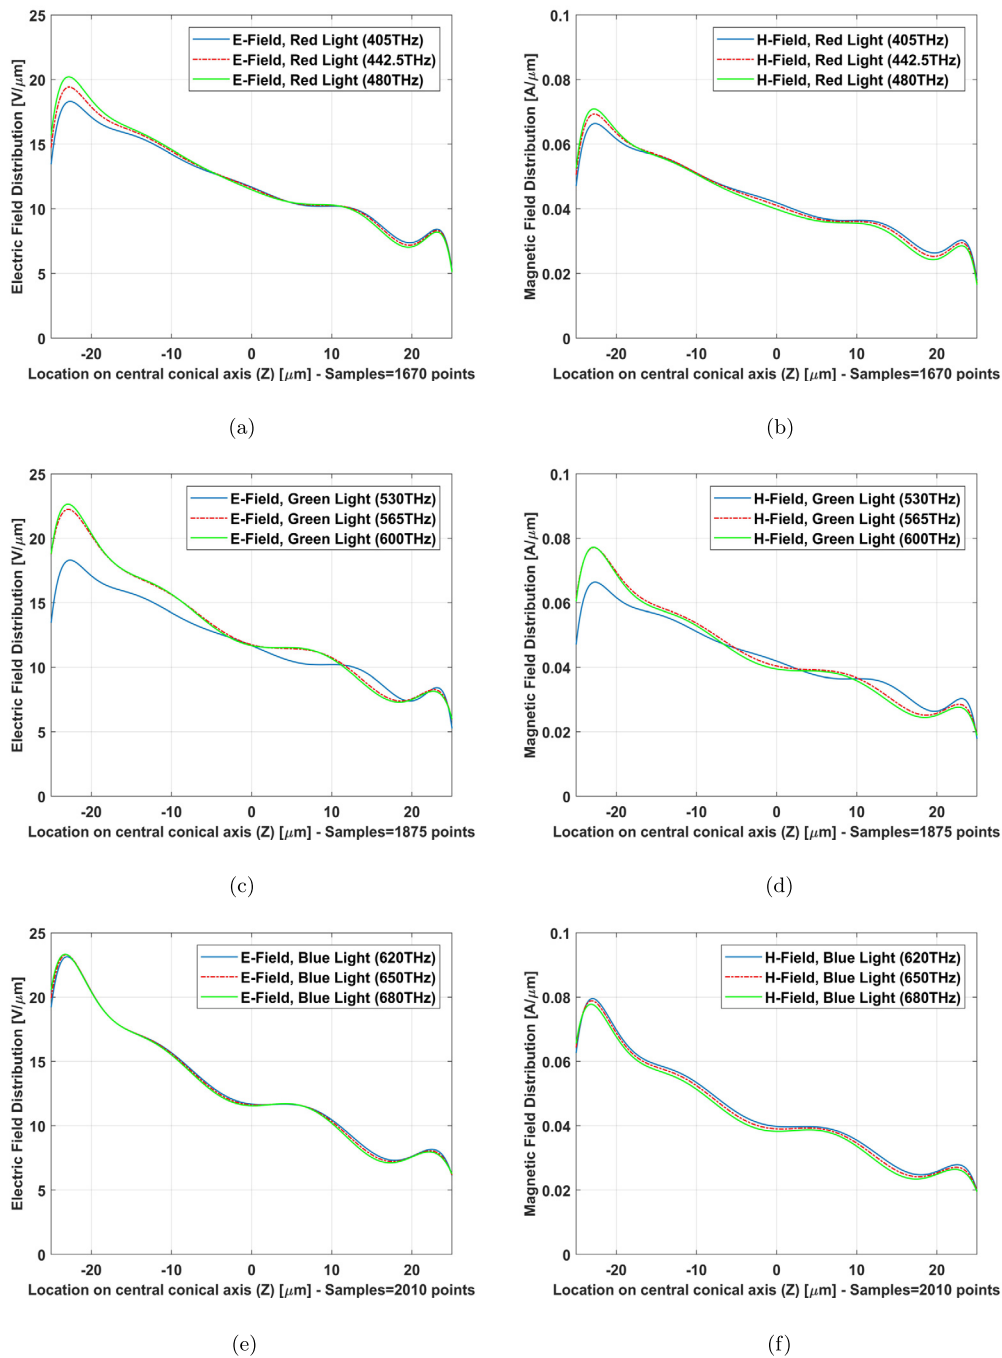 25
20
15
10
5
0
Electric Field Distribution [V/μm]
E-Field, Red Light (405THz)
E-Field, Red Light (442.5THz)
E-Field, Red Light (480THz)
-20 -10 0 10 20
Location on central conical axis (Z) [μm] - Samples=1670 points
(a)
0.1
0.08
0.06
0.04
0.02
0
Magnetic Field Distribution [A/μm]
H-Field, Red Light (405THz)
H-Field, Red Light (442.5THz)
H-Field, Red Light (480THz)
-20 -10 0 10 20
Location on central conical axis (Z) [μm] - Samples=1670 points
(b)
25
20
15
10
5
0
Electric Field Distribution [V/μm]
E-Field, Green Light (530THz)
E-Field, Green Light (565THz)
E-Field, Green Light (600THz)
-20 -10 0 10 20
Location on central conical axis (Z) [μm] - Samples=1875 points
(c)
0.1
0.08
0.06
0.04
0.02
0
Magnetic Field Distribution [A/μm]
H-Field, Green Light (530THz)
H-Field, Green Light (565THz)
H-Field, Green Light (600THz)
-20 -10 0 10 20
Location on central conical axis (Z) [μm] - Samples=1875 points
(d)
25
20
15
10
5
0
Electric Field Distribution [V/μm]
E-Field, Blue Light (620THz)
E-Field, Blue Light (650THz)
E-Field, Blue Light (680THz)
-20 -10 0 10 20
Location on central conical axis (Z) [μm] - Samples=2010 points
(e)
0.1
0.08
0.06
0.04
0.02
0
Magnetic Field Distribution [A/μm]
H-Field, Blue Light (620THz)
H-Field, Blue Light (650THz)
H-Field, Blue Light (680THz)
-20 -10 0 10 20
Location on central conical axis (Z) [μm] - Samples=2010 points
(f)